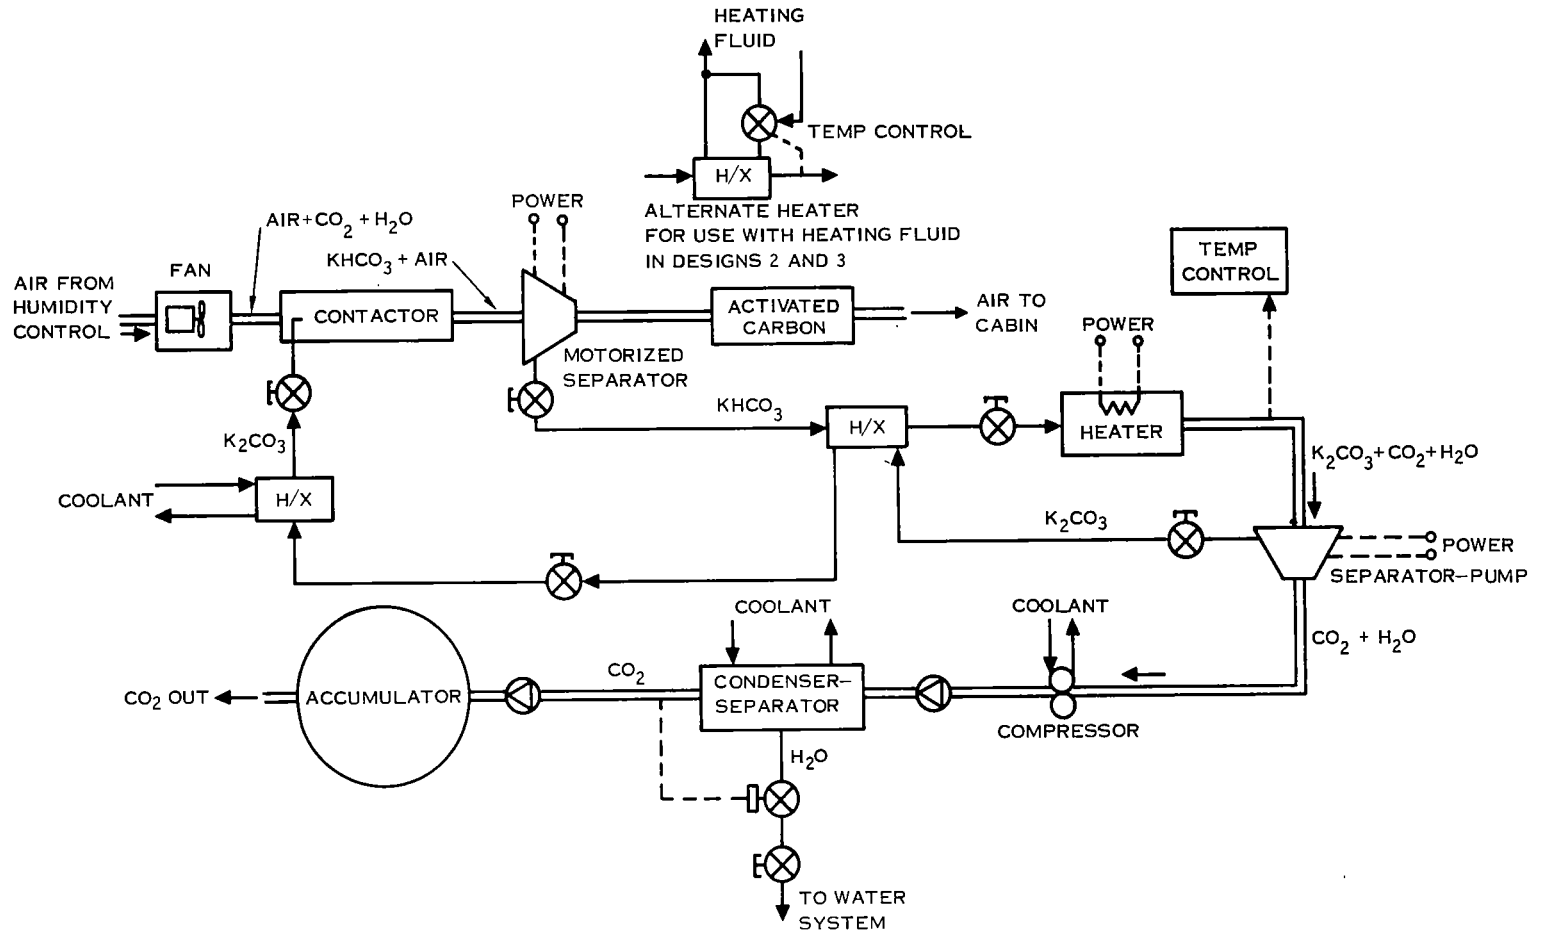 HEATING
FLUID
TEMP CONTROL
H/X
ALTERNATE HEATER
FOR USE WITH HEATING FLUID
IN DESIGNS 2 AND 3
POWER
AIR+CO2 + H2O
KHCO3 + AIR
FAN
AIR FROM
HUMIDITY
CONTROL
CONTACTOR
MOTORIZED
SEPARATOR
ACTIVATED
CARBON
AIR TO
CABIN
TEMP
CONTROL
POWER
HEATER
KHCO3
H/X
K2CO3
COOLANT
H/X
K2CO3+CO2+H2O
K2CO3
POWER
SEPARATOR-PUMP
CO2 + H2O
COOLANT
COMPRESSOR
COOLANT
CONDENSER-
SEPARATOR
CO2
ACCUMULATOR
CO2 OUT
H2O
TO WATER
SYSTEM